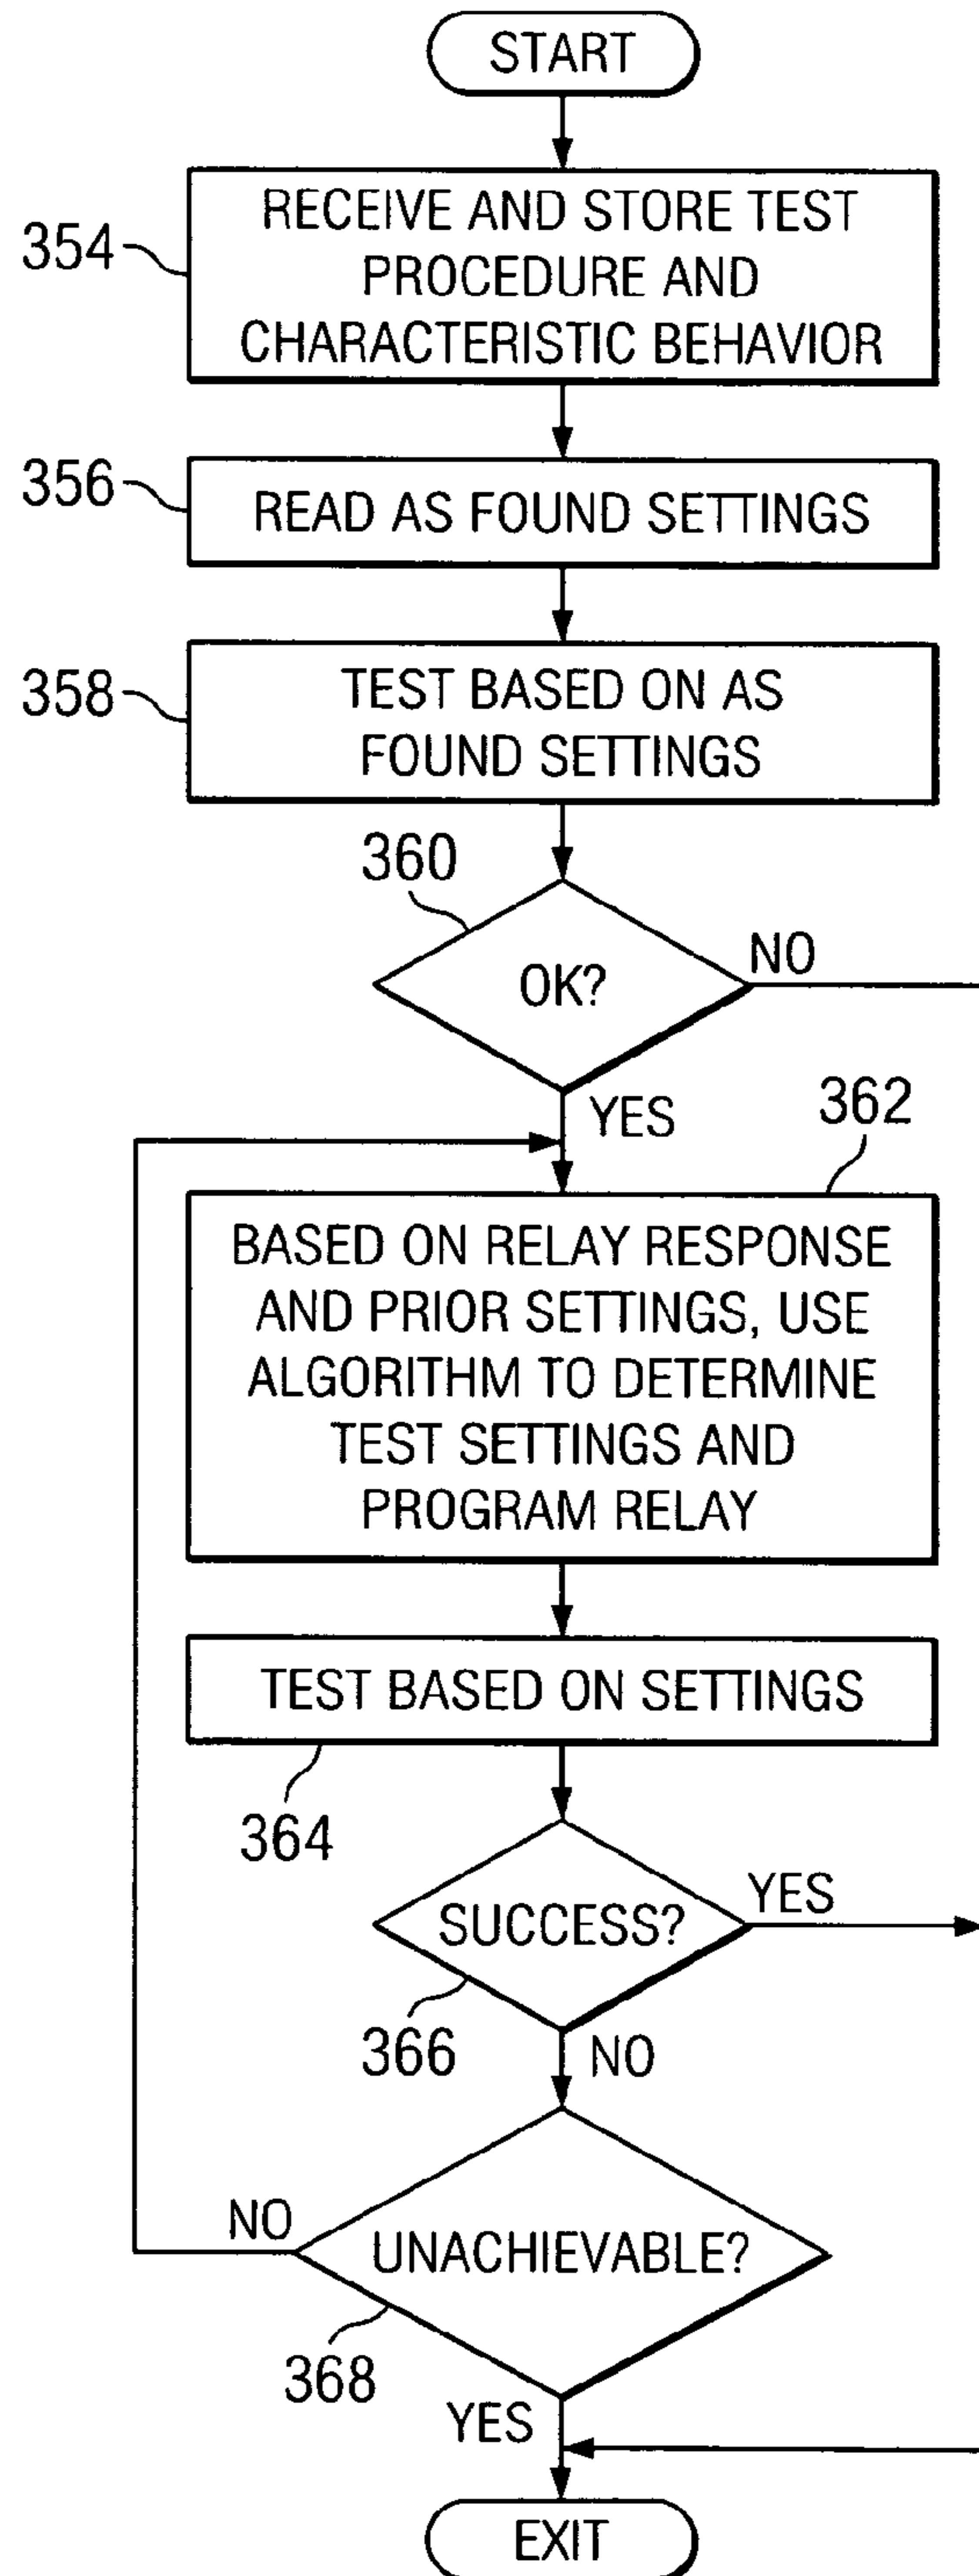 START
354
RECEIVE AND STORE TEST
PROCEDURE AND
CHARACTERISTIC BEHAVIOR
356
READ AS FOUND SETTINGS
358
TEST BASED ON AS
FOUND SETTINGS
360
OK?
NO
YES
362
BASED ON RELAY RESPONSE
AND PRIOR SETTINGS, USE
ALGORITHM TO DETERMINE
TEST SETTINGS AND
PROGRAM RELAY
TEST BASED ON SETTINGS
364
SUCCESS?
YES
366
NO
NO
UNACHIEVABLE?
368
YES
EXIT